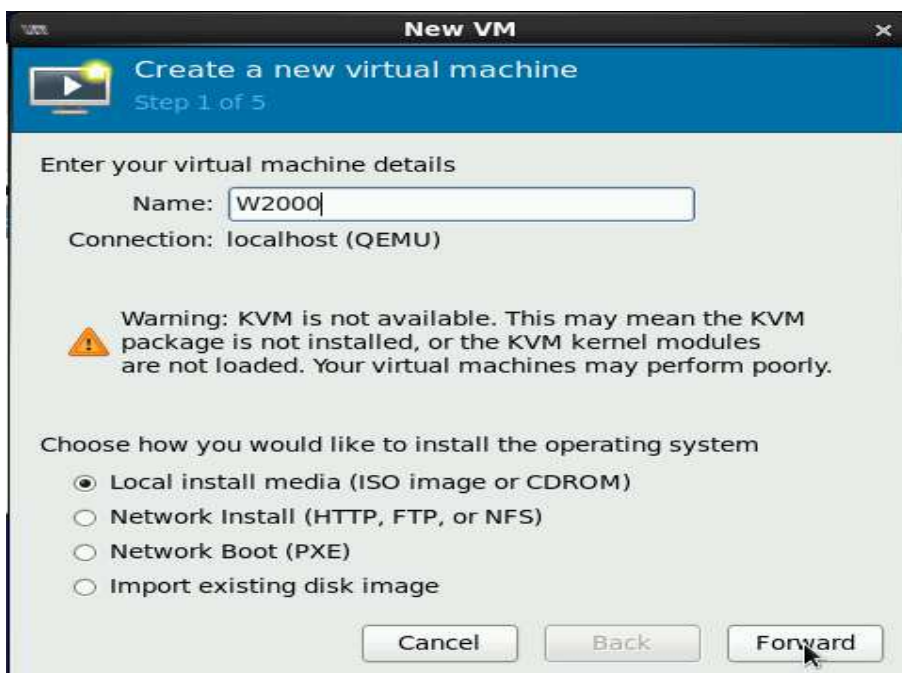 New VM
Create a new virtual machine
Step 1 of 5
Enter your virtual machine details
Name: W2000
Connection: localhost (QEMU)
Warning: KVM is not available. This may mean the KVM
package is not installed, or the KVM kernel modules
are not loaded. Your virtual machines may perform poorly.
Choose how you would like to install the operating system
Local install media (ISO image or CDROM)
Network Install (HTTP, FTP, or NFS)
Network Boot (PXE)
Import existing disk image
Cancel Back Forward